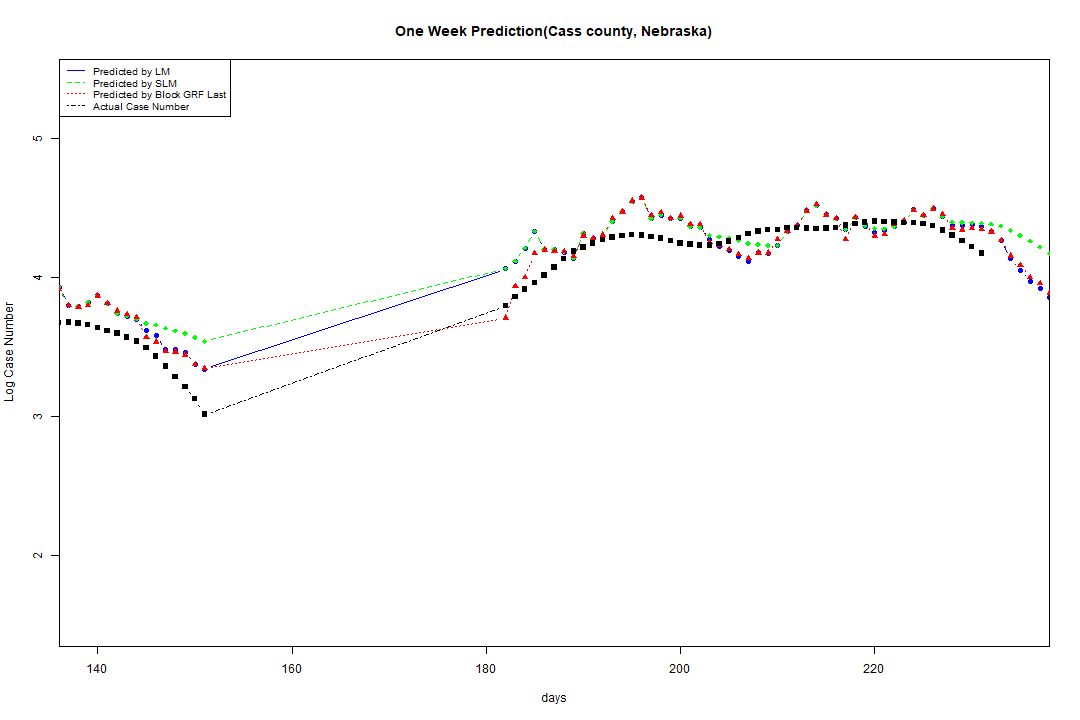 One Week Prediction(Cass county, Nebraska)
Predicted by LM
Predicted by SLM
Predicted by Block GRF Last
Actual Case Number
5
4
3
2
Log Case Number
140 160 180 200 220
days